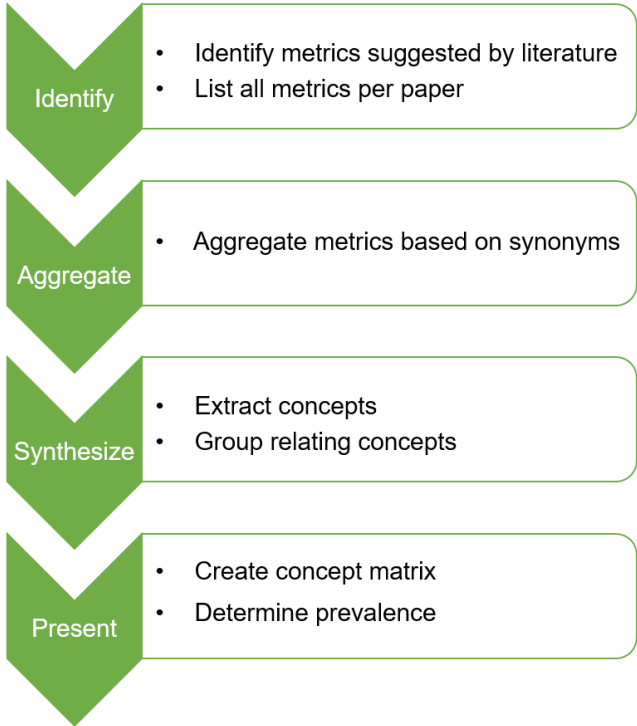 Identify
• Identify metrics suggested by literature
• List all metrics per paper
Aggregate
• Aggregate metrics based on synonyms
Synthesize
• Extract concepts
• Group relating concepts
Present
• Create concept matrix
• Determine prevalence